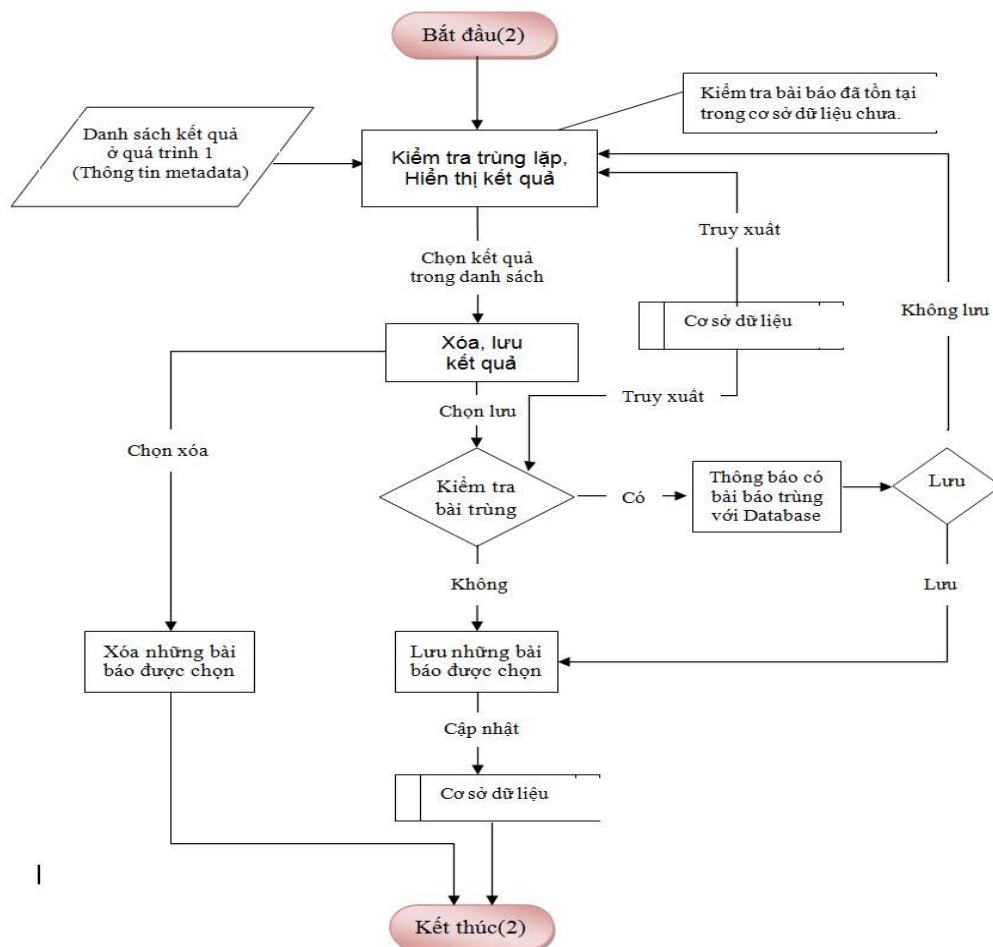 Bắt đầu(2)
Kiểm tra bài báo đã tồn tại
trong cơ sở dữ liệu chưa.
Danh sách kết quả
ở quá trình 1
(Thông tin metadata)
Kiểm tra trùng lặp,
Hiển thị kết quả
Truy xuất
Chọn kết quả
trong danh sách
Không lưu
Cơ sở dữ liệu
Xóa, lưu
kết quả
Truy xuất
Chọn lưu
Chọn xóa
Kiểm tra
bài trùng
Có
Thông báo có
bài báo trùng
với Database
Lưu
Không
Lưu
Xóa những bài
báo được chọn
Lưu những bài
báo được chọn
Cập nhật
Cơ sở dữ liệu
Kết thúc(2)